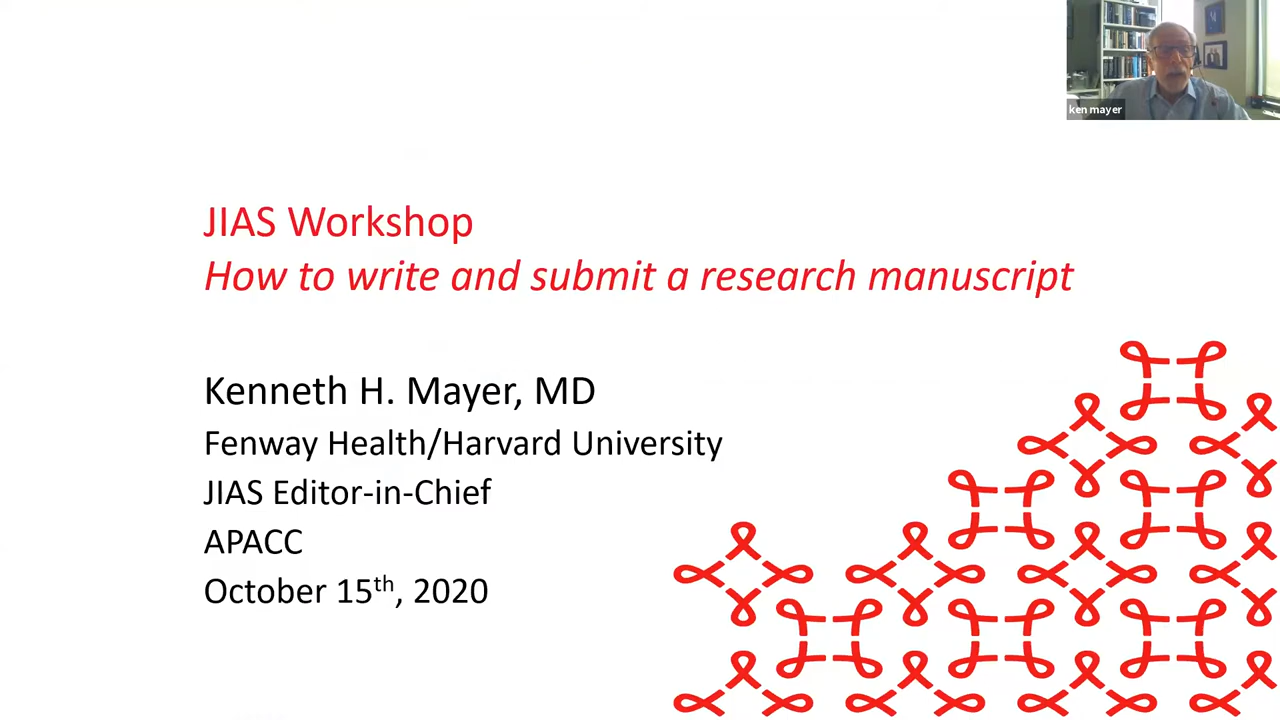 ken mayer
JIAS Workshop
How to write and submit a research manuscript
Kenneth H. Mayer, MD
Fenway Health/Harvard University
JIAS Editor-in-Chief
APACC
October 15th, 2020